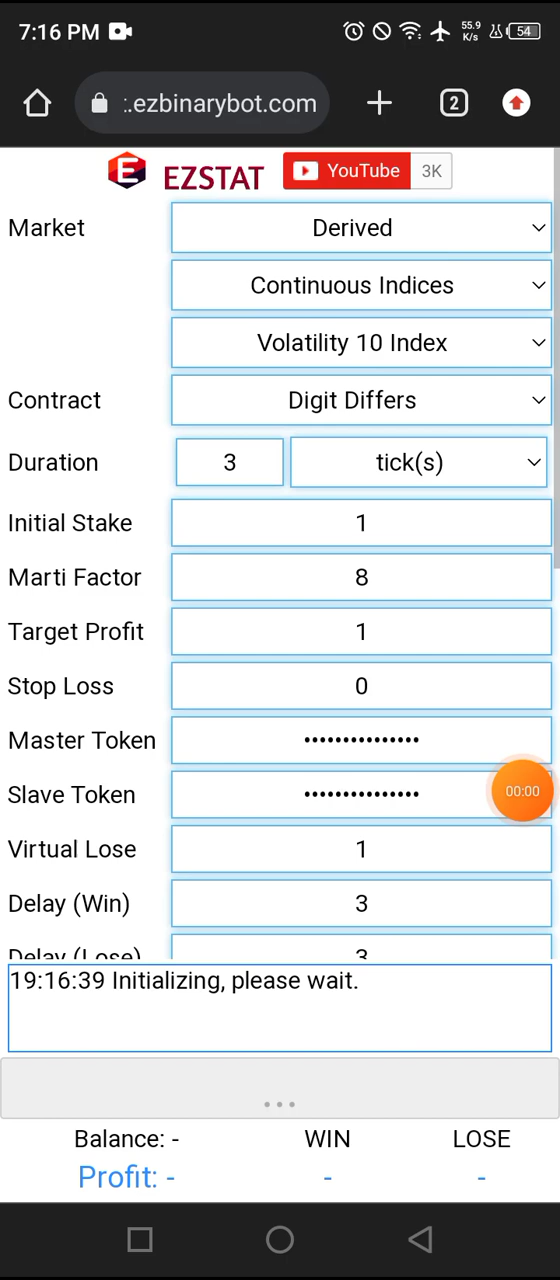 7:16 PM 55.9 K/s 54
:.ezbinarybot.com 2
E EZSTAT YouTube 3K
Market Derived
Continuous Indices
Volatility 10 Index
Contract Digit Differs
Duration 3 tick(s)
Initial Stake 1
Marti Factor 8
Target Profit 1
Stop Loss 0
Master Token •••••••••••••••
Slave Token •••••••••••••••
00:00
Virtual Lose 1
Delay (Win) 3
Delay (Lose) 3
19:16:39 Initializing, please wait.
Balance: - WIN LOSE
Profit: - - -